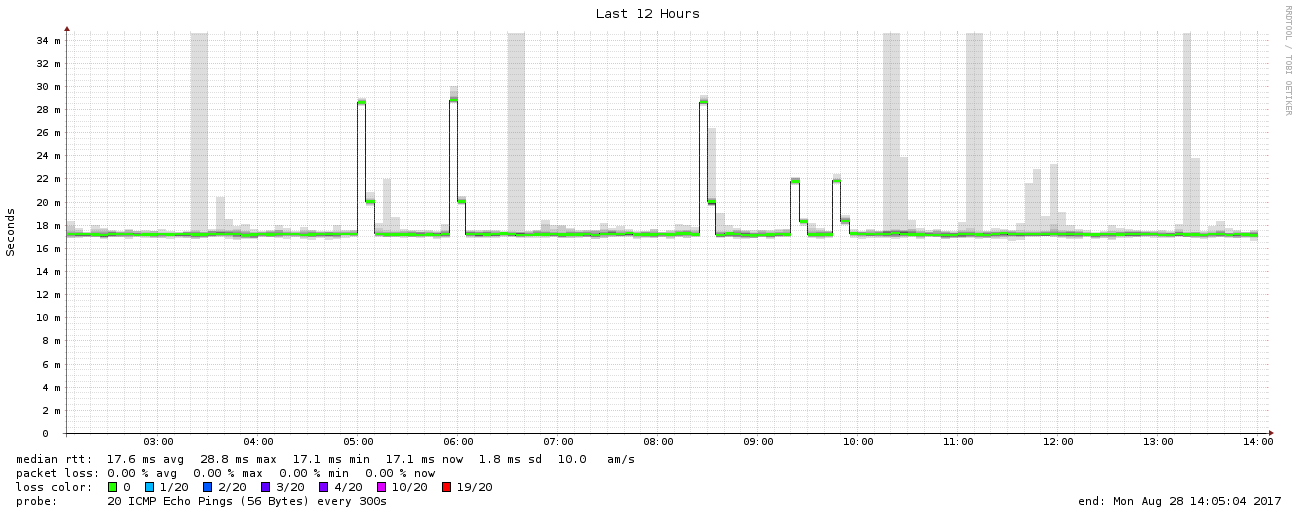 Last 12 Hours
RRDTOOL / TOBI OETIKER
Seconds
34 m
32 m
30 m
28 m
26 m
24 m
22 m
20 m
18 m
16 m
14 m
12 m
10 m
8 m
6 m
4 m
2 m
0
03:00 04:00 05:00 06:00 07:00 08:00 09:00 10:00 11:00 12:00 13:00 14:00
median rtt: 17.6 ms avg 28.8 ms max 17.1 ms min 17.1 ms now 1.8 ms sd 10.0 am/s
packet loss: 0.00 % avg 0.00 % max 0.00 % min 0.00 % now
loss color: 0 1/20 2/20 3/20 4/20 10/20 19/20
probe: 20 ICMP Echo Pings (56 Bytes) every 300s end: Mon Aug 28 14:05:04 2017